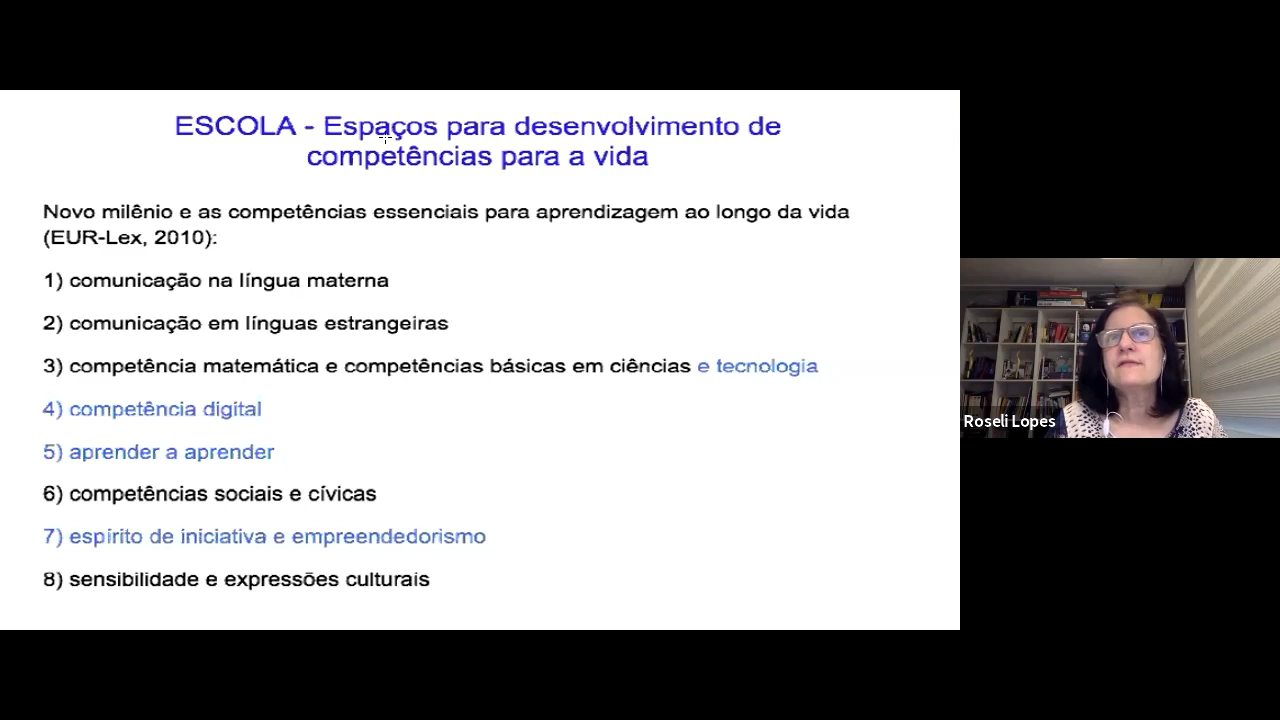 ESCOLA - Espaços para desenvolvimento de
competências para a vida
Novo milênio e as competências essenciais para aprendizagem ao longo da vida
(EUR-Lex, 2010):
1) comunicação na língua materna
2) comunicação em línguas estrangeiras
3) competência matemática e competências básicas em ciências e tecnologia
4) competência digital
5) aprender a aprender
6) competências sociais e cívicas
7) espírito de iniciativa e empreendedorismo
8) sensibilidade e expressões culturais
Roseli Lopes